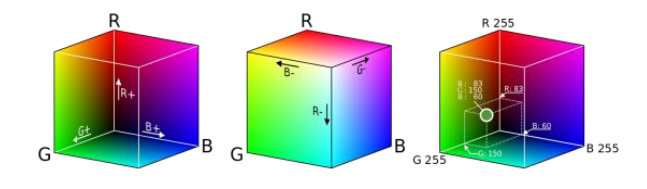 R
R+
G+
B+
G
B
R
B-
G-
R-
G
B
R 255
R: 83
G: 150
B: 60
R: 83
B: 60
G: 150
G 255
B 255